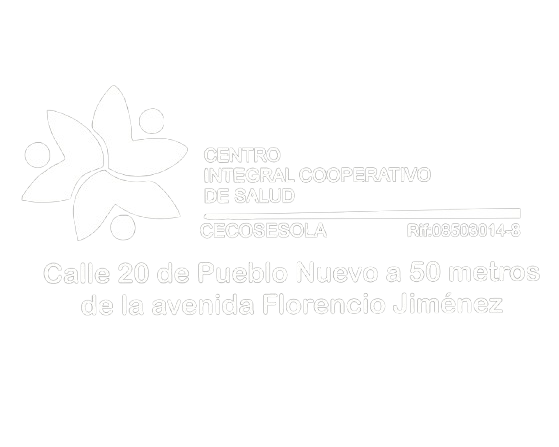 CENTRO
INTEGRAL COOPERATIVO
DE SALUD
CECOSESOLA Rif:08503014-8
Calle 20 de Pueblo Nuevo a 50 metros
de la avenida Florencio Jiménez